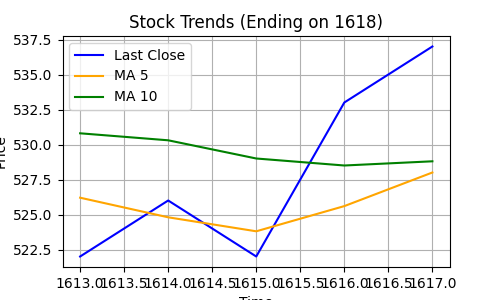 Stock Trends (Ending on 1618)
Last Close
MA 5
MA 10
537.5
535.0
532.5
530.0
527.5
525.0
522.5
Price
1613.0 1613.5 1614.0 1614.5 1615.0 1615.5 1616.0 1616.5 1617.0
Time